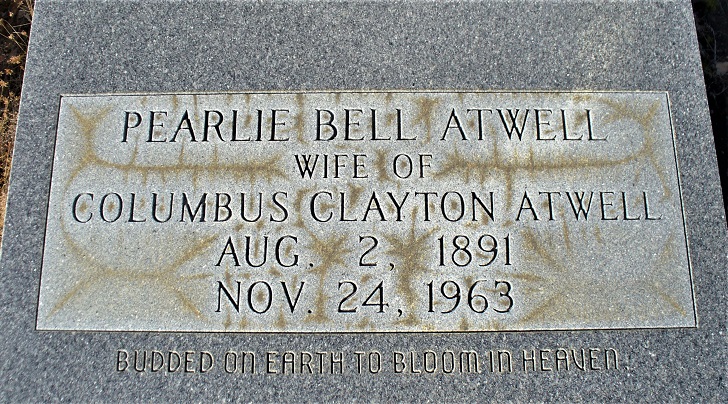 PEARLIE BELL ATWELL
WIFE OF
COLUMBUS CLAYTON ATWELL
AUG. 2, 1891
NOV. 24, 1963
BUDDED ON EARTH TO BLOOM IN HEAVEN.